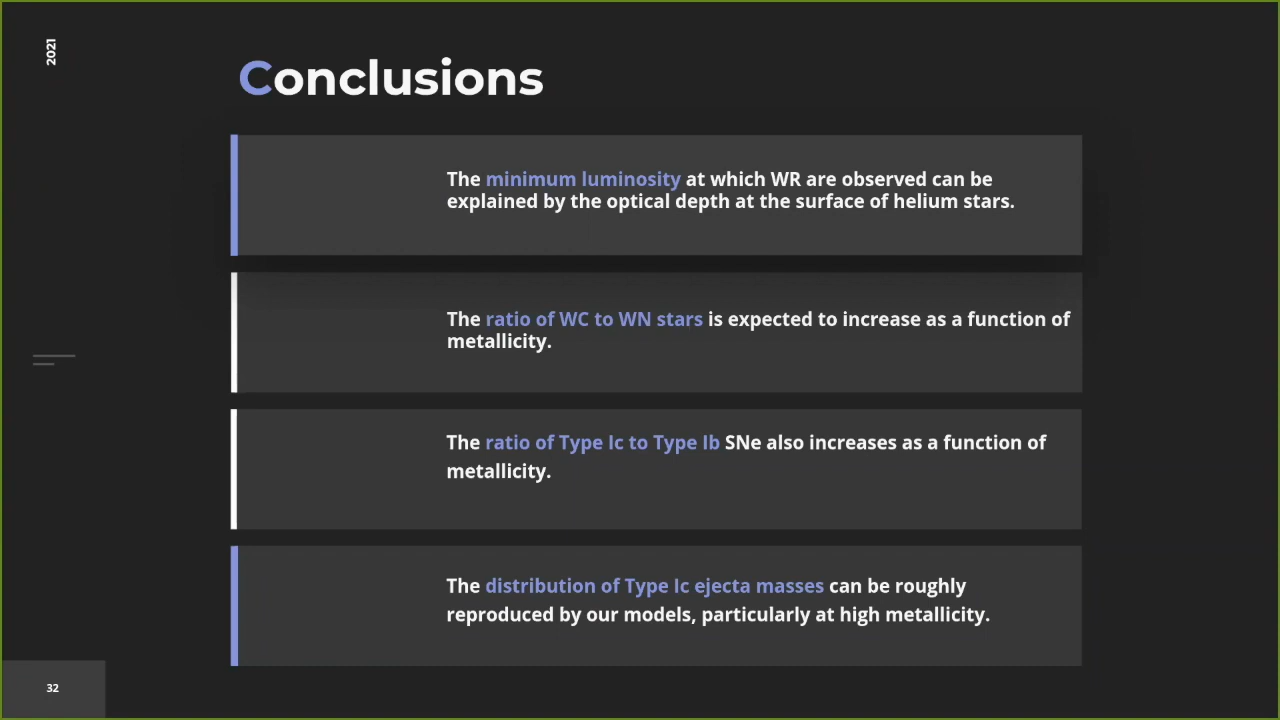 2021
Conclusions
The minimum luminosity at which WR are observed can be
explained by the optical depth at the surface of helium stars.
The ratio of WC to WN stars is expected to increase as a function of
metallicity.
The ratio of Type Ic to Type Ib SNe also increases as a function of
metallicity.
The distribution of Type Ic ejecta masses can be roughly
reproduced by our models, particularly at high metallicity.
32